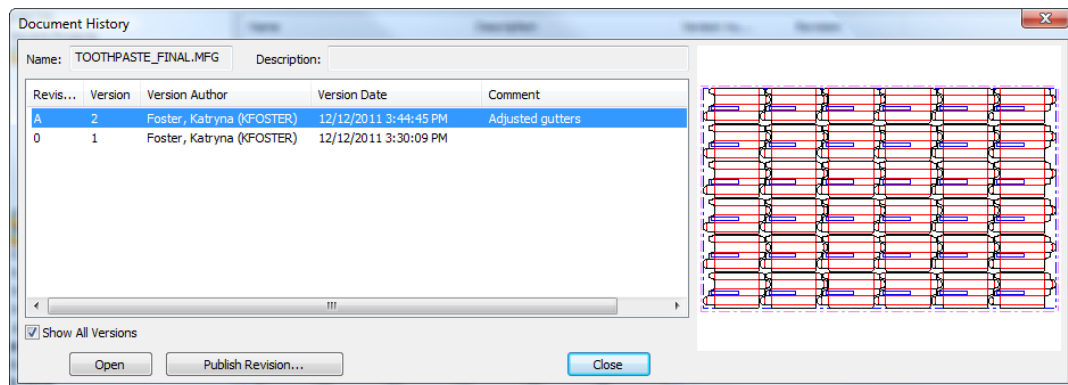 Document History
Name: TOOTHPASTE_FINAL.MFG Description:
Revis... Version Version Author Version Date Comment
A 2 Foster, Katryna (KFOSTER) 12/12/2011 3:44:45 PM Adjusted gutters
0 1 Foster, Katryna (KFOSTER) 12/12/2011 3:30:09 PM
Show All Versions
Open Publish Revision... Close